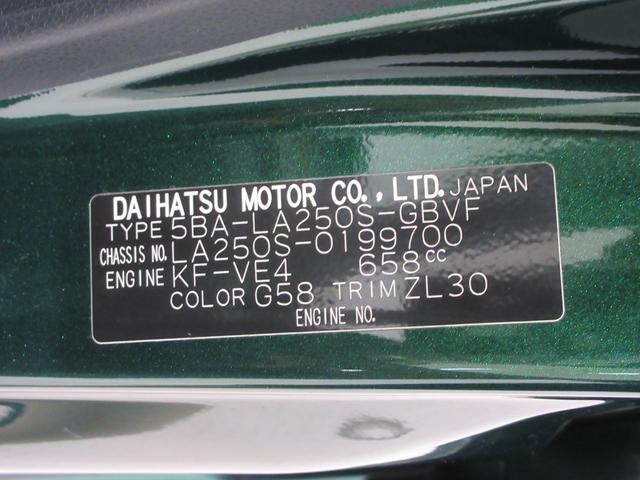 DAIHATSU MOTOR CO., LTD. JAPAN
TYPE 5BA-LA250S-GBVF
CHASSIS NO. LA250S-0199700
ENGINE KF-VE4 658CC
COLOR G58 TRIM ZL30
ENGINE NO.